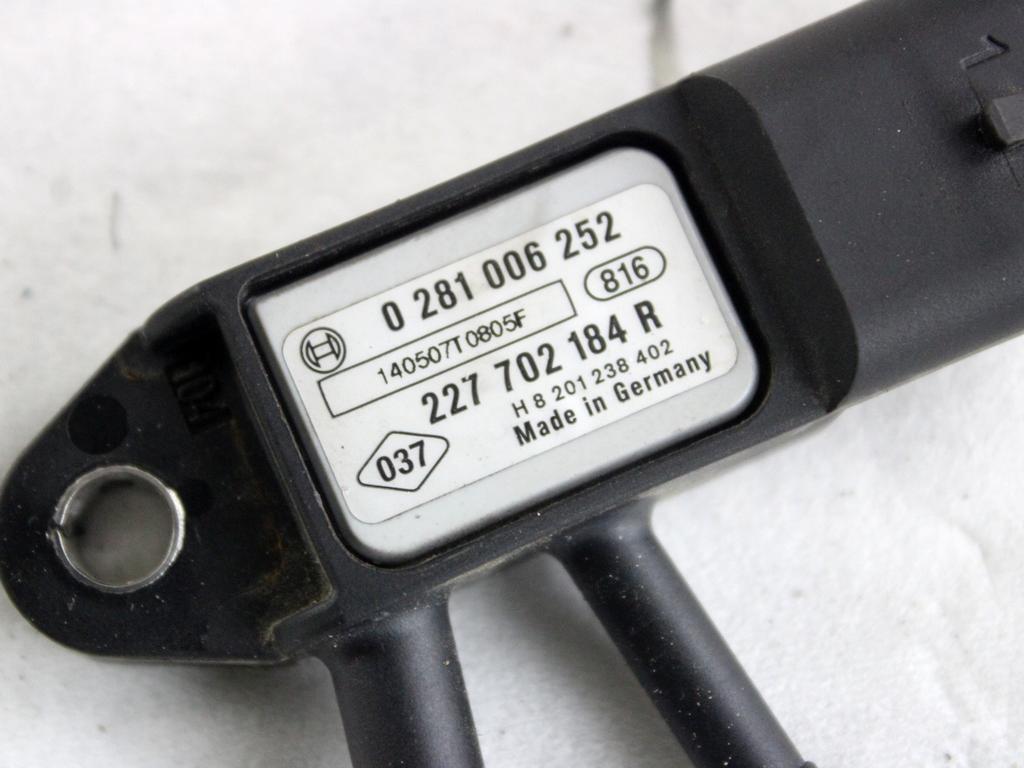 0 281 006 252
816
140507T0805F
227 702 184 R
H 8 201 238 402
Made in Germany
037